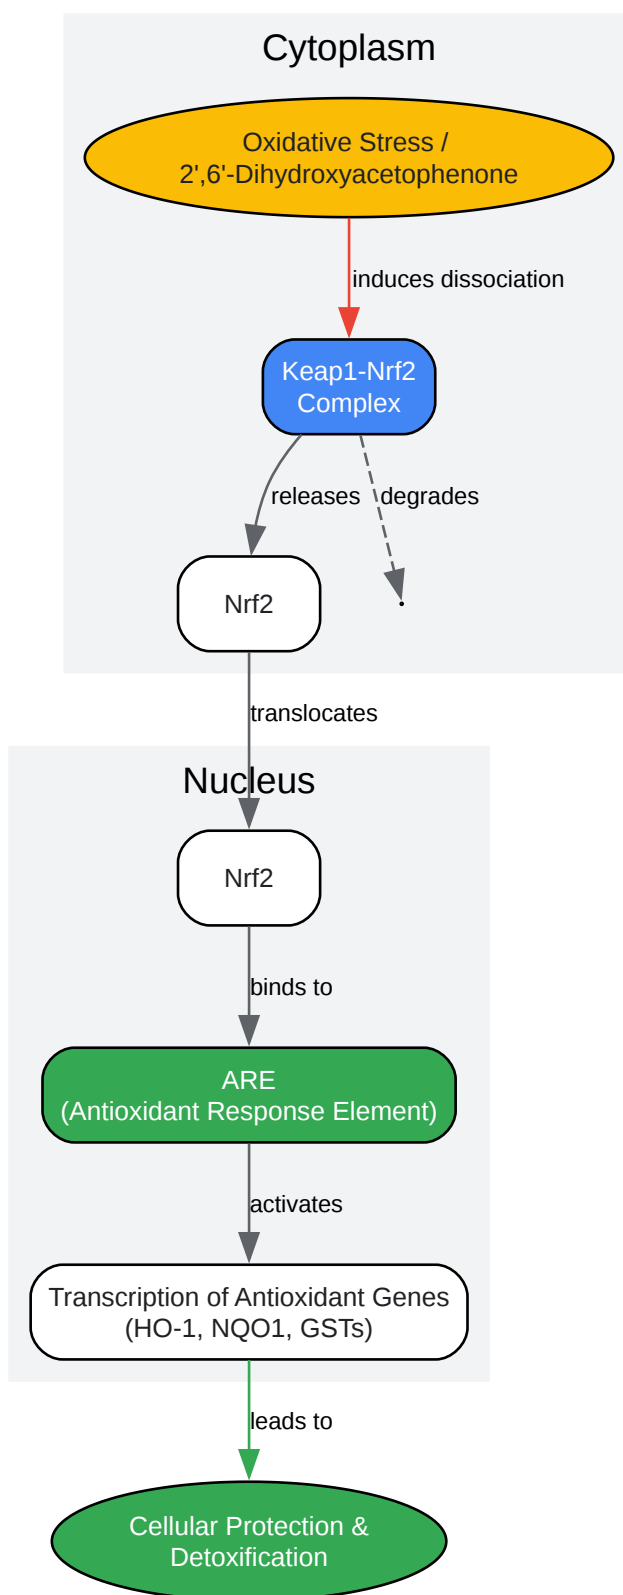 Cytoplasm
Oxidative Stress /
2',6'-Dihydroxyacetophenone
induces dissociation
Keap1-Nrf2
Complex
releases
degrades
Nrf2
translocates
Nucleus
Nrf2
binds to
ARE
(Antioxidant Response Element)
activates
Transcription of Antioxidant Genes
(HO-1, NQO1, GSTs)
leads to
Cellular Protection &
Detoxification